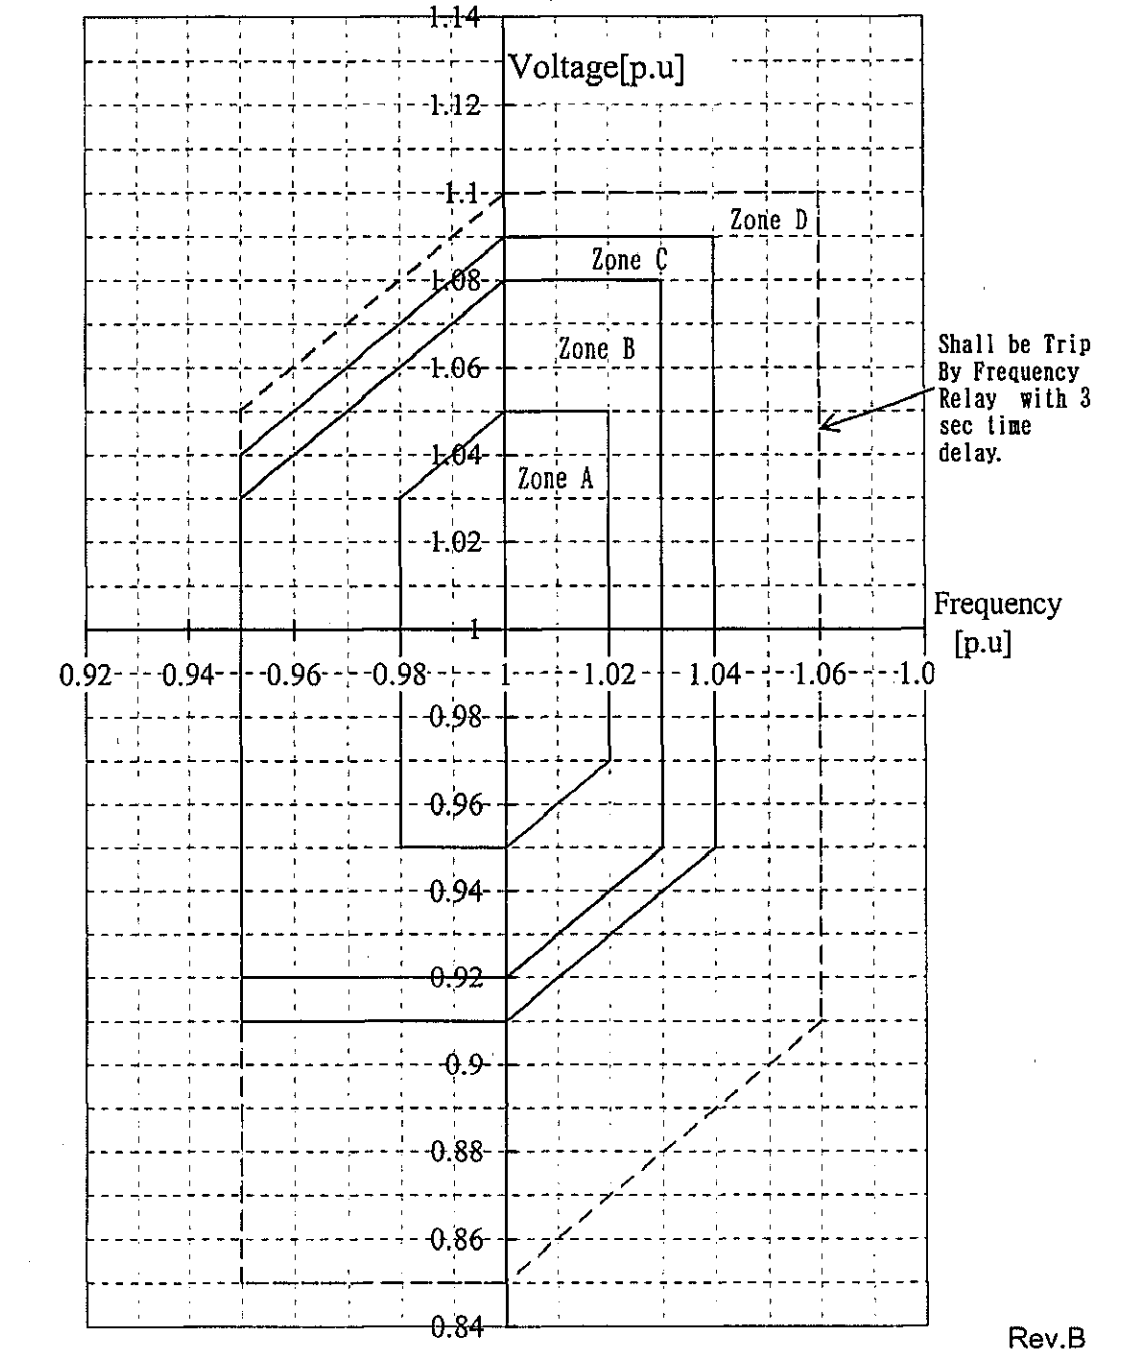 1.14
Voltage[p.u]
1.12
1.1
Zone D
Zone C
1.08
Zone B
1.06
Shall be Trip
By Frequency
Relay with 3
sec time
delay.
1.04
Zone A
1.02
Frequency
[p.u]
1
0.92 0.94 0.96 0.98 1 1.02 1.04 1.06 1.0
0.98
0.96
0.94
0.92
0.9
0.88
0.86
0.84
Rev.B